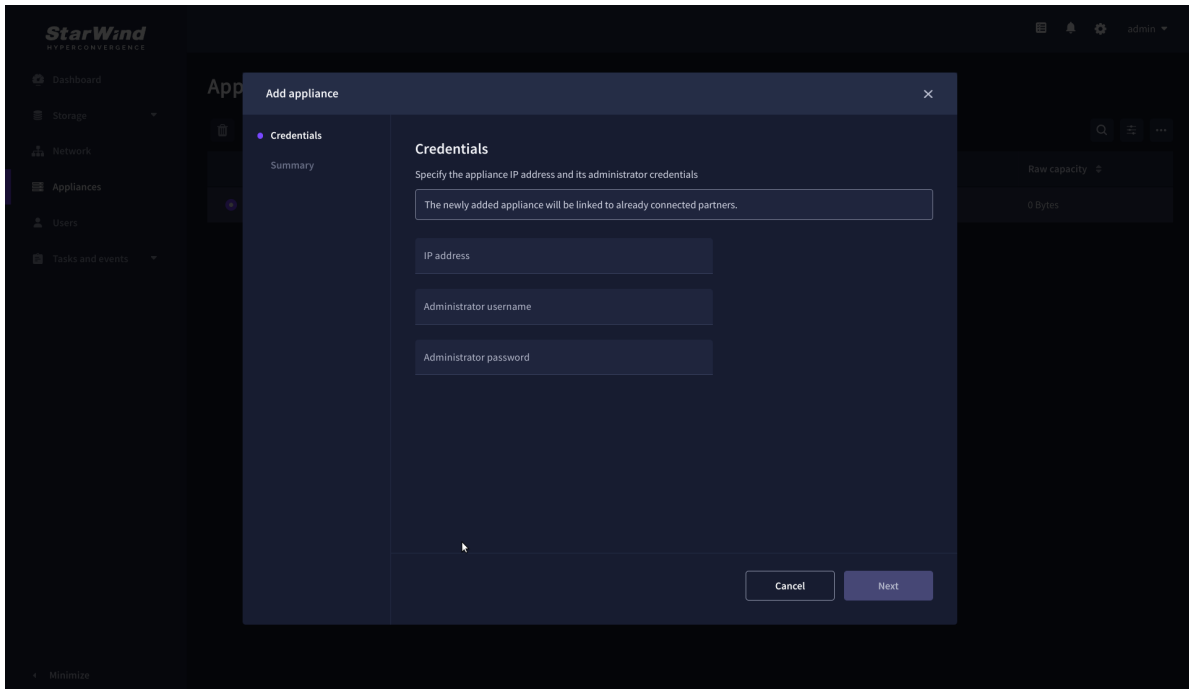 StarWind
HYPERCONVERGENCE
admin
Dashboard
Storage
Network
Appliances
Users
Tasks and events
Minimize
App
Raw capacity
0 Bytes
Add appliance
Credentials
Summary
Credentials
Specify the appliance IP address and its administrator credentials
The newly added appliance will be linked to already connected partners.
IP address
Administrator username
Administrator password
Cancel
Next